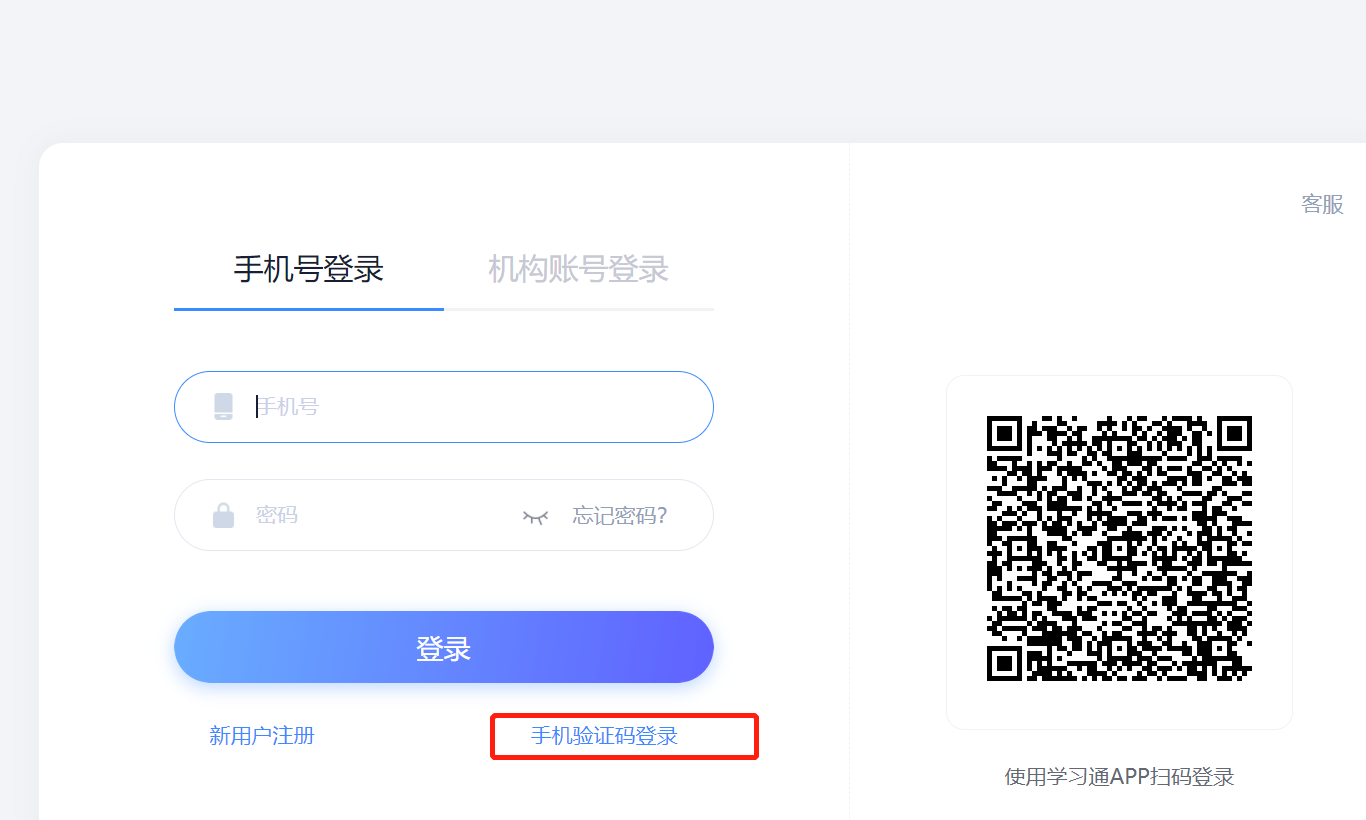 客服
手机号登录 机构账号登录
手机号
密码 忘记密码?
登录
新用户注册 手机验证码登录
使用学习通APP扫码登录